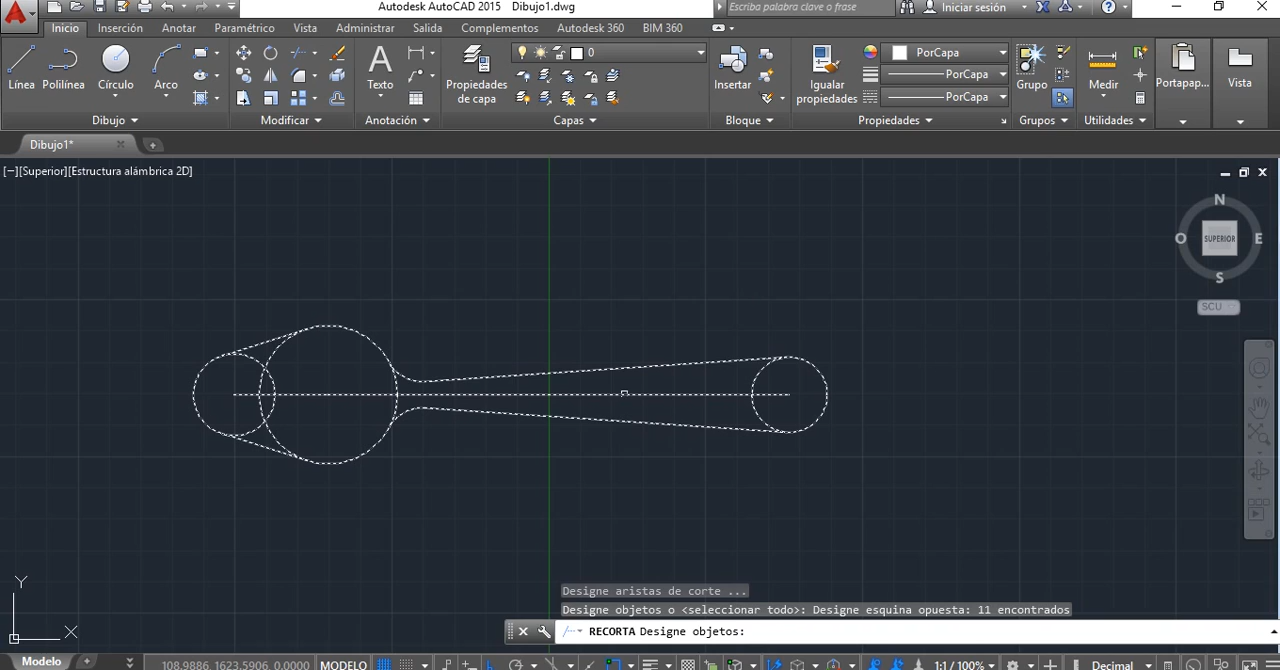 Autodesk AutoCAD 2015 Dibujo1.dwg
Escriba palabra clave o frase
Iniciar sesión
Inicio Inserción Anotar Paramétrico Vista Administrar Salida Complementos Autodesk 360 BIM 360
0
PorCapa
PorCapa
PorCapa
Línea Polilínea Círculo Arco
Texto
Propiedades de capa
Insertar
Igualar propiedades
Grupo
Medir
Portapap...
Vista
Dibujo Modificar Anotación Capas Bloque Propiedades Grupos Utilidades
Dibujo1*
[−][Superior][Estructura alámbrica 2D]
N
O SUPERIOR E
S
SCU
Y
X
Designe aristas de corte ...
Designe objetos o <seleccionar todo>: Designe esquina opuesta: 11 encontrados
RECORTA Designe objetos:
Modelo
108.9886, 1623.5906, 0.0000 MODELO
1:1 / 100%
Decimal